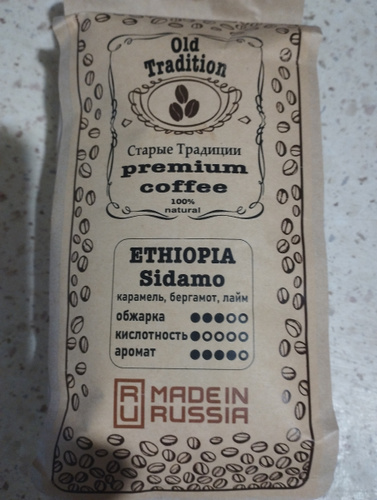 Old
Tradition
Старые Традиции
premium
coffee
100%
natural
ETHIOPIA
Sidamo
карамель, бергамот, лайм
обжарка
кислотность
аромат
RU MADE IN
RUSSIA